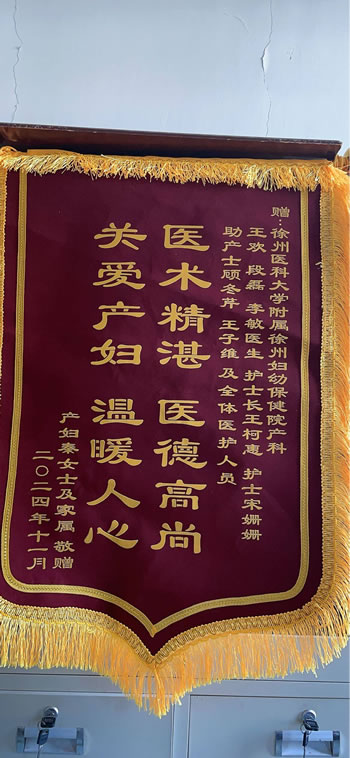 赠:徐州医科大学附属徐州妇幼保健院产科
王欢 段磊 李敏医生 护士长王柯惠 护士宋姗姗
助产士顾冬芹 王子维 及全体医护人员
医术精湛 医德高尚
关爱产妇 温暖人心
产妇秦女士及家属 敬赠
二〇二四年十一月